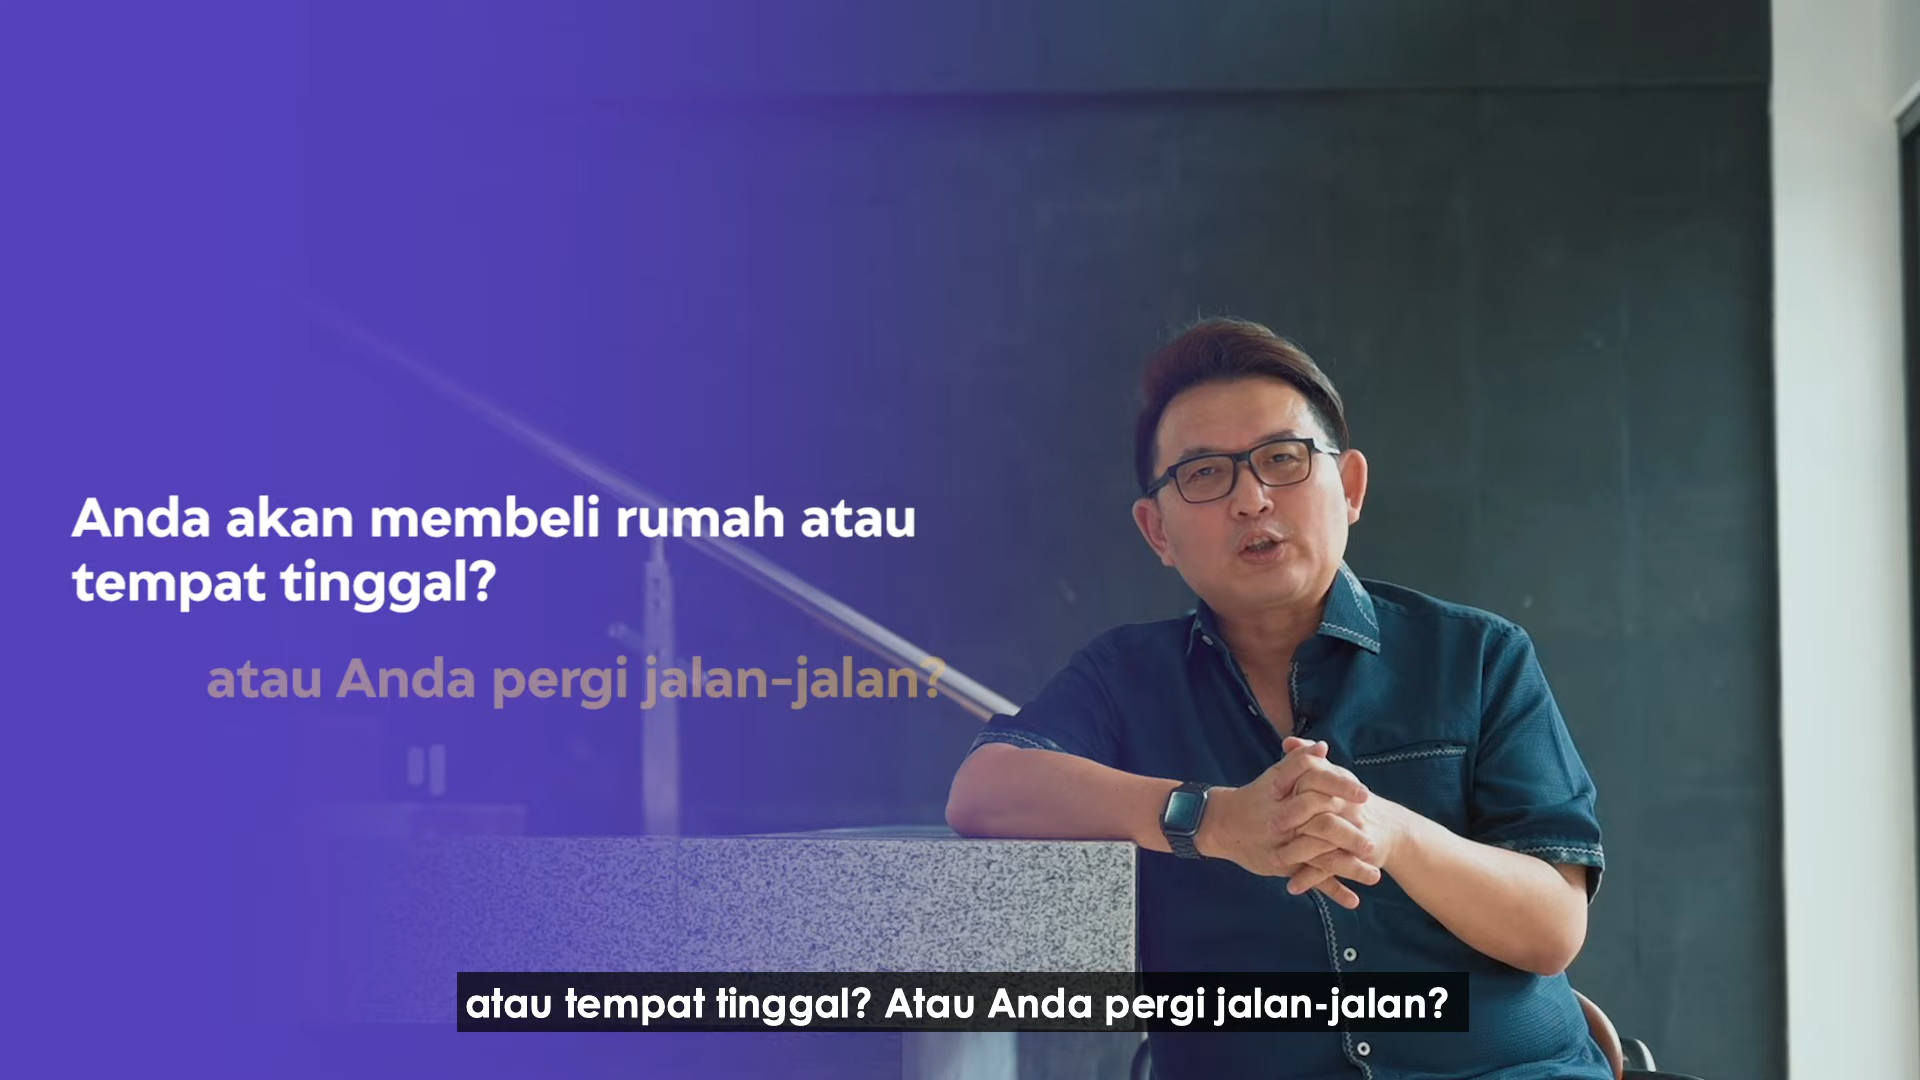 Anda akan membeli rumah atau
tempat tinggal?
atau Anda pergi jalan-jalan?
atau tempat tinggal? Atau Anda pergi jalan-jalan?